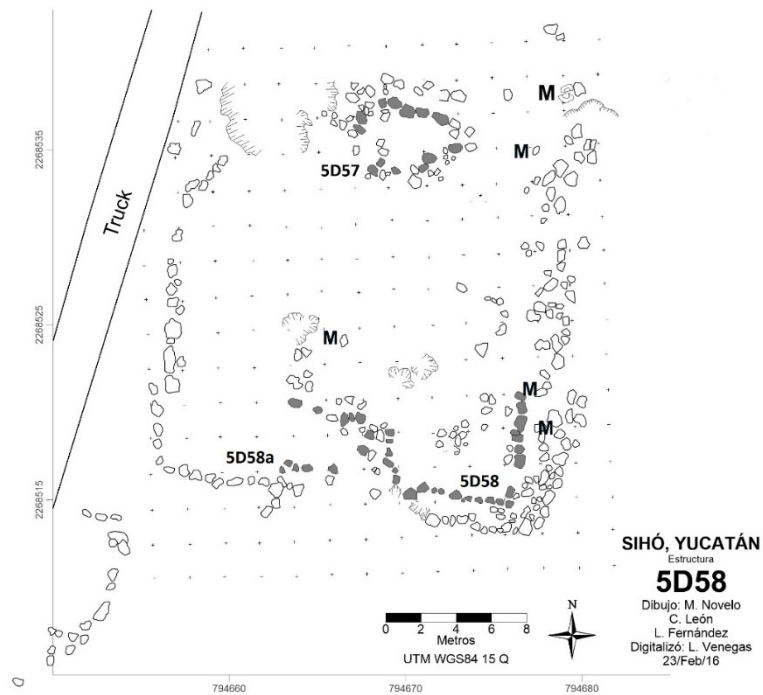 2268535
2268525
2268515
Truck
M
M
5D57
M
M
M
5D58a
5D58
SIHÓ, YUCATÁN
Estructura
5D58
Dibujo: M. Novelo
C. León
L. Fernández
Digitalizó: L. Venegas
23/Feb/16
N
0 2 4 6 8
Metros
UTM WGS84 15 Q
794660 794670 794680